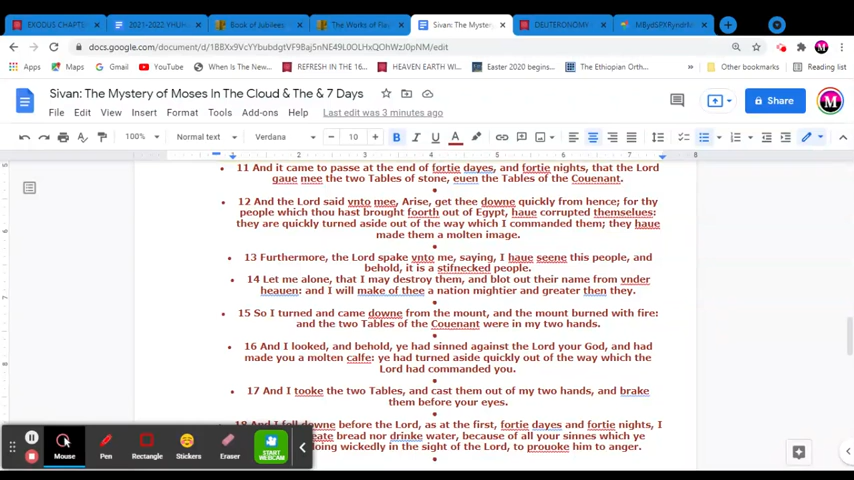 EXODUS CHAPT
2021-2022 YHUH
Book of Jubilees
The Works of Fla
Sivan: The Myster
DEUTERONOMY
MBydSPXRjyndrM
docs.google.com/document/d/1BBXx9VcYYbubdgtVF9Baj5nNE49L0OLHxQOhWzJ0pNM/edit
Apps Maps Gmail YouTube When Is The New... REFRESH IN THE 16... HEAVEN EARTH WI... Easter 2020 begins... The Ethiopian Orth... Other bookmarks Reading list
Sivan: The Mystery of Moses In The Cloud & The & 7 Days
Share
File Edit View Insert Format Tools Add-ons Help Last edit was 3 minutes ago
100% Normal text Verdana 10
11 And it came to passe at the end of fortie dayes, and fortie nights, that the Lord
gaue mee the two Tables of stone, euen the Tables of the Couenant.
12 And the Lord said vnto mee, Arise, get thee downe quickly from hence; for thy
people which thou hast brought foorth out of Egypt, haue corrupted themselues:
they are quickly turned aside out of the way which I commanded them; they haue
made them a molten image.
13 Furthermore, the Lord spake vnto me, saying, I haue seene this people, and
behold, it is a stifnecked people.
14 Let me alone, that I may destroy them, and blot out their name from vnder
heauen: and I will make of thee a nation mightier and greater then they.
15 So I turned and came downe from the mount, and the mount burned with fire:
and the two Tables of the Couenant were in my two hands.
16 And I looked, and behold, ye had sinned against the Lord your God, and had
made you a molten calfe: ye had turned aside quickly out of the way which the
Lord had commanded you.
17 And I tooke the two Tables, and cast them out of my two hands, and brake
them before your eyes.
18 And I fell downe before the Lord, as at the first, fortie dayes and fortie nights, I
eate bread nor drinke water, because of all your sinnes which ye
doing wickedly in the sight of the Lord, to prouoke him to anger.
Mouse Pen Rectangle Stickers Eraser START WEBCAM